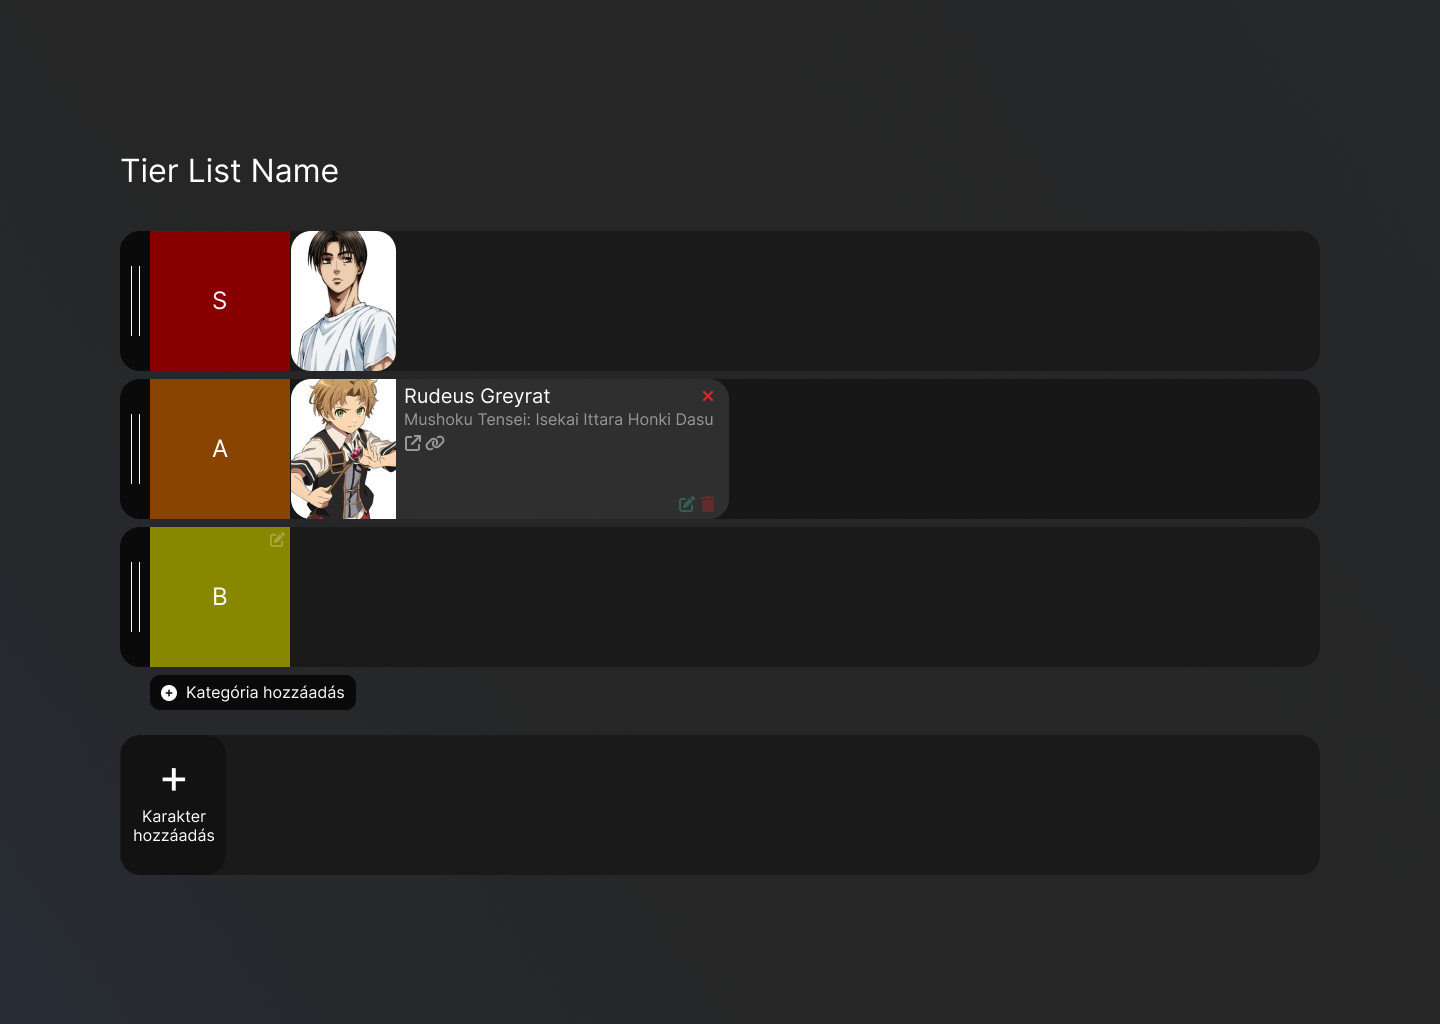 Tier List Name
S
A
Rudeus Greyrat
Mushoku Tensei: Isekai Ittara Honki Dasu
B
Kategória hozzáadás
Karakter
hozzáadás